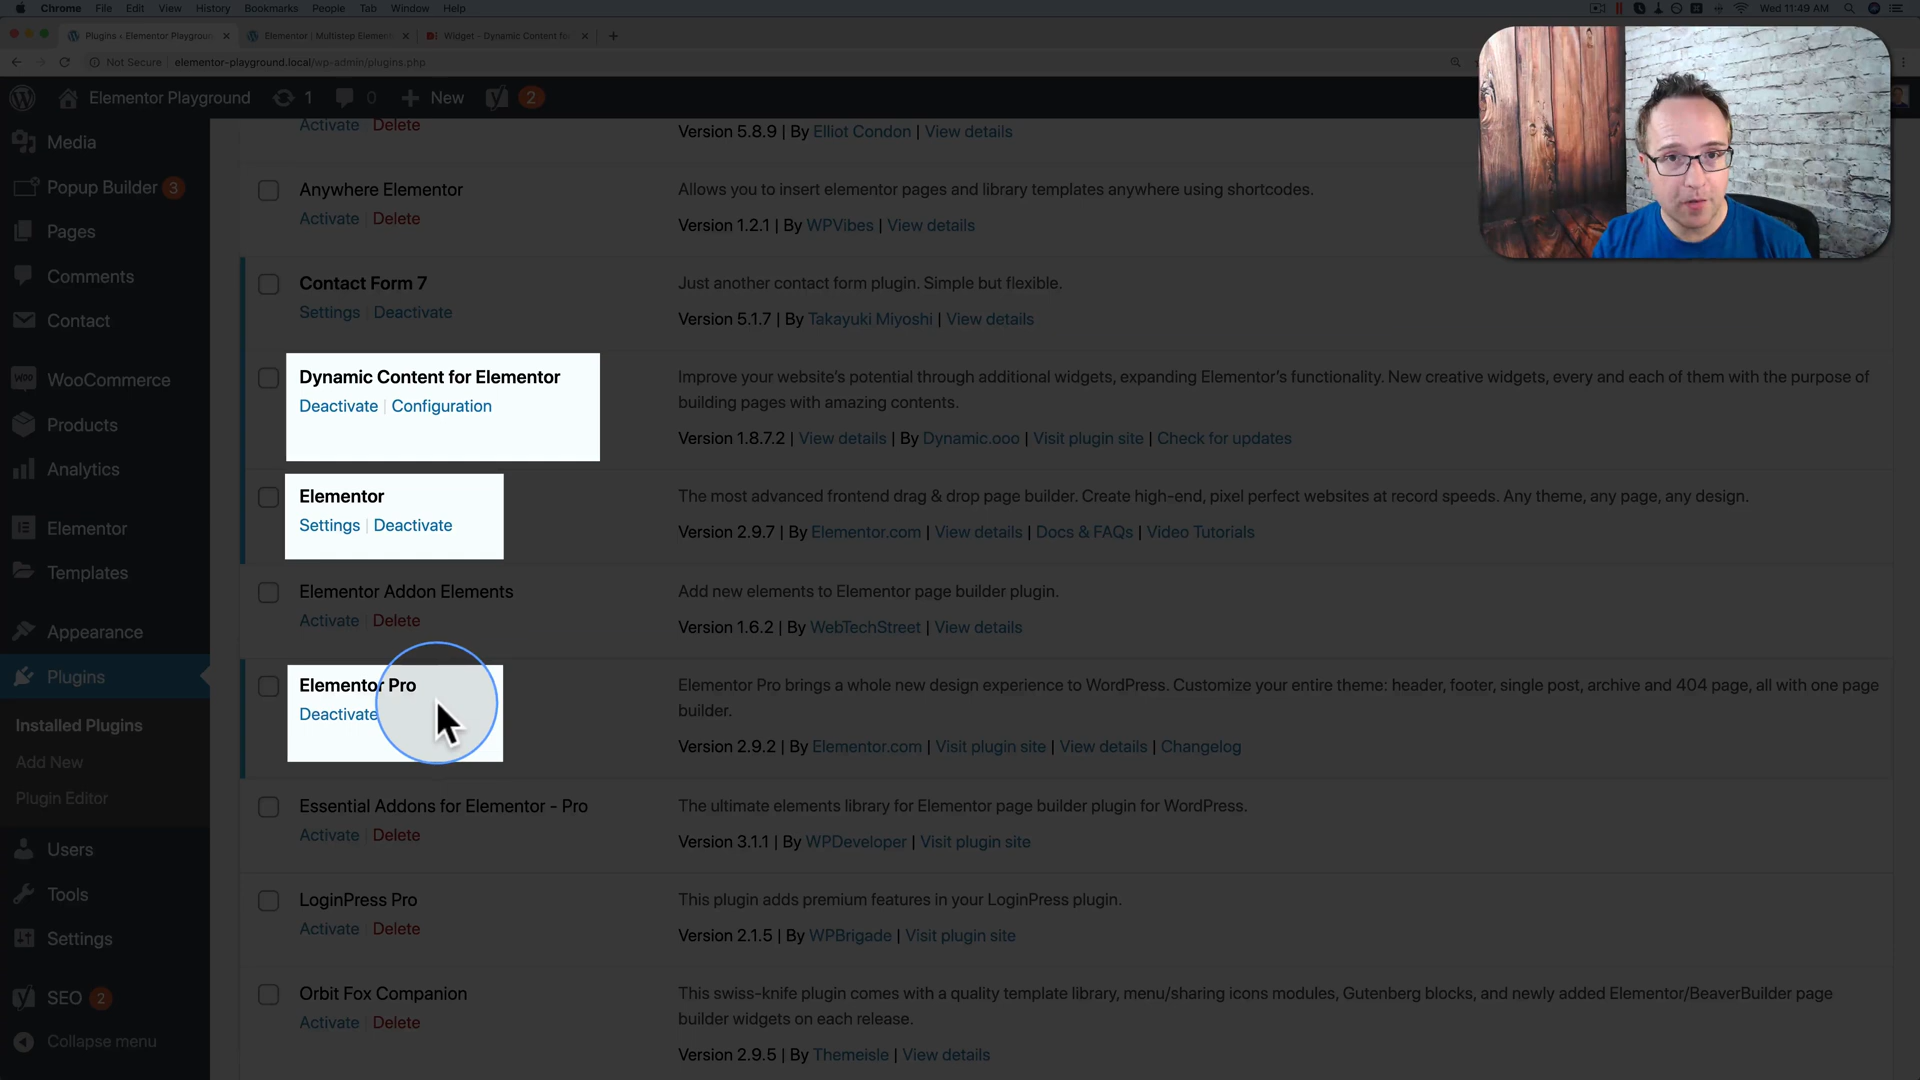 Chrome File Edit View History Bookmarks People Tab Window Help
Wed 11:49 AM
Plugins ‹ Elementor Playgroun
Elementor | Multistep Element
Widget - Dynamic Content for
Not Secure | elementor-playground.local/wp-admin/plugins.php
Elementor Playground 1 0 New 2
Media
Popup Builder 3
Pages
Comments
Contact
WooCommerce
Products
Analytics
Elementor
Templates
Appearance
Plugins
Installed Plugins
Add New
Plugin Editor
Users
Tools
Settings
SEO 2
Collapse menu
Activate | Delete
Version 5.8.9 | By Elliot Condon | View details
Anywhere Elementor
Activate | Delete
Allows you to insert elementor pages and library templates anywhere using shortcodes.
Version 1.2.1 | By WPVibes | View details
Contact Form 7
Settings | Deactivate
Just another contact form plugin. Simple but flexible.
Version 5.1.7 | By Takayuki Miyoshi | View details
Dynamic Content for Elementor
Deactivate | Configuration
Improve your website's potential through additional widgets, expanding Elementor's functionality. New creative widgets, every and each of them with the purpose of
building pages with amazing contents.
Version 1.8.7.2 | View details | By Dynamic.ooo | Visit plugin site | Check for updates
Elementor
Settings | Deactivate
The most advanced frontend drag & drop page builder. Create high-end, pixel perfect websites at record speeds. Any theme, any page, any design.
Version 2.9.7 | By Elementor.com | View details | Docs & FAQs | Video Tutorials
Elementor Addon Elements
Activate | Delete
Add new elements to Elementor page builder plugin.
Version 1.6.2 | By WebTechStreet | View details
Elementor Pro
Deactivate
Elementor Pro brings a whole new design experience to WordPress. Customize your entire theme: header, footer, single post, archive and 404 page, all with one page
builder.
Version 2.9.2 | By Elementor.com | Visit plugin site | View details | Changelog
Essential Addons for Elementor - Pro
Activate | Delete
The ultimate elements library for Elementor page builder plugin for WordPress.
Version 3.1.1 | By WPDeveloper | Visit plugin site
LoginPress Pro
Activate | Delete
This plugin adds premium features in your LoginPress plugin.
Version 2.1.5 | By WPBrigade | Visit plugin site
Orbit Fox Companion
Activate | Delete
This swiss-knife plugin comes with a quality template library, menu/sharing icons modules, Gutenberg blocks, and newly added Elementor/BeaverBuilder page
builder widgets on each release.
Version 2.9.5 | By Themeisle | View details